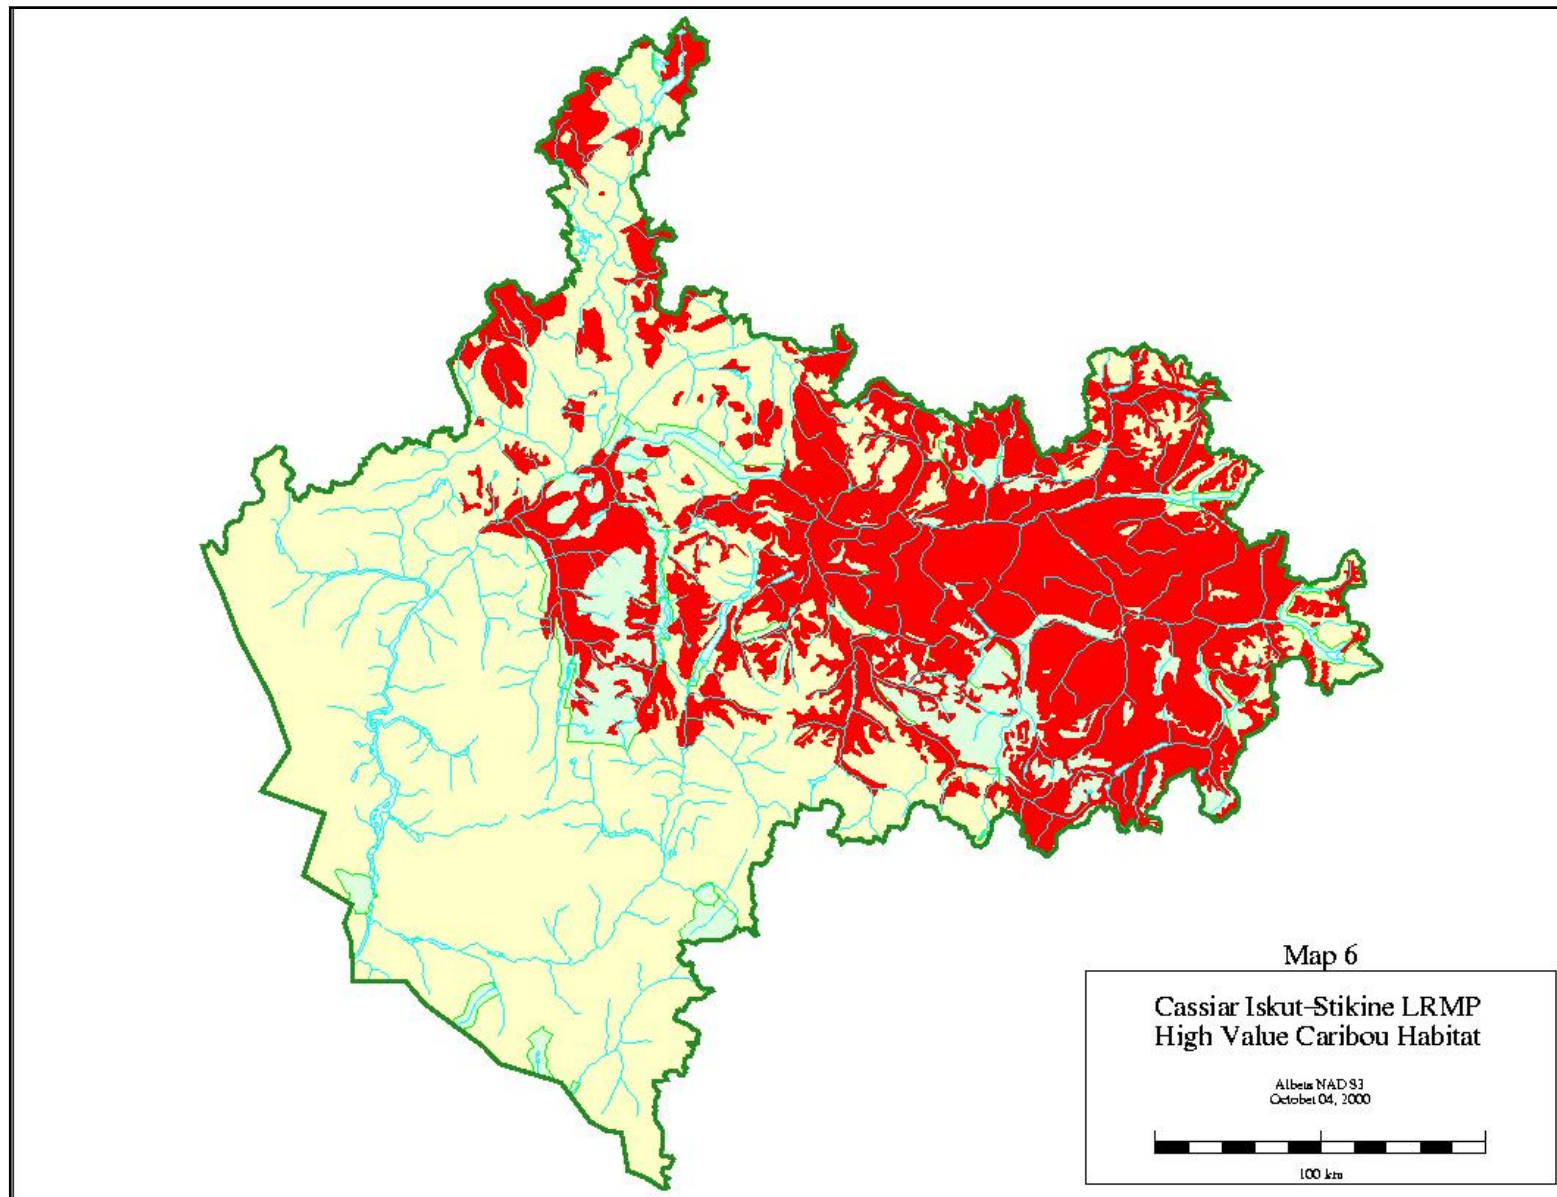 Map 6
Cassiar Iskut-Stikine LRMP
High Value Caribou Habitat
Albers NAD 83
October 04, 2000
100 km